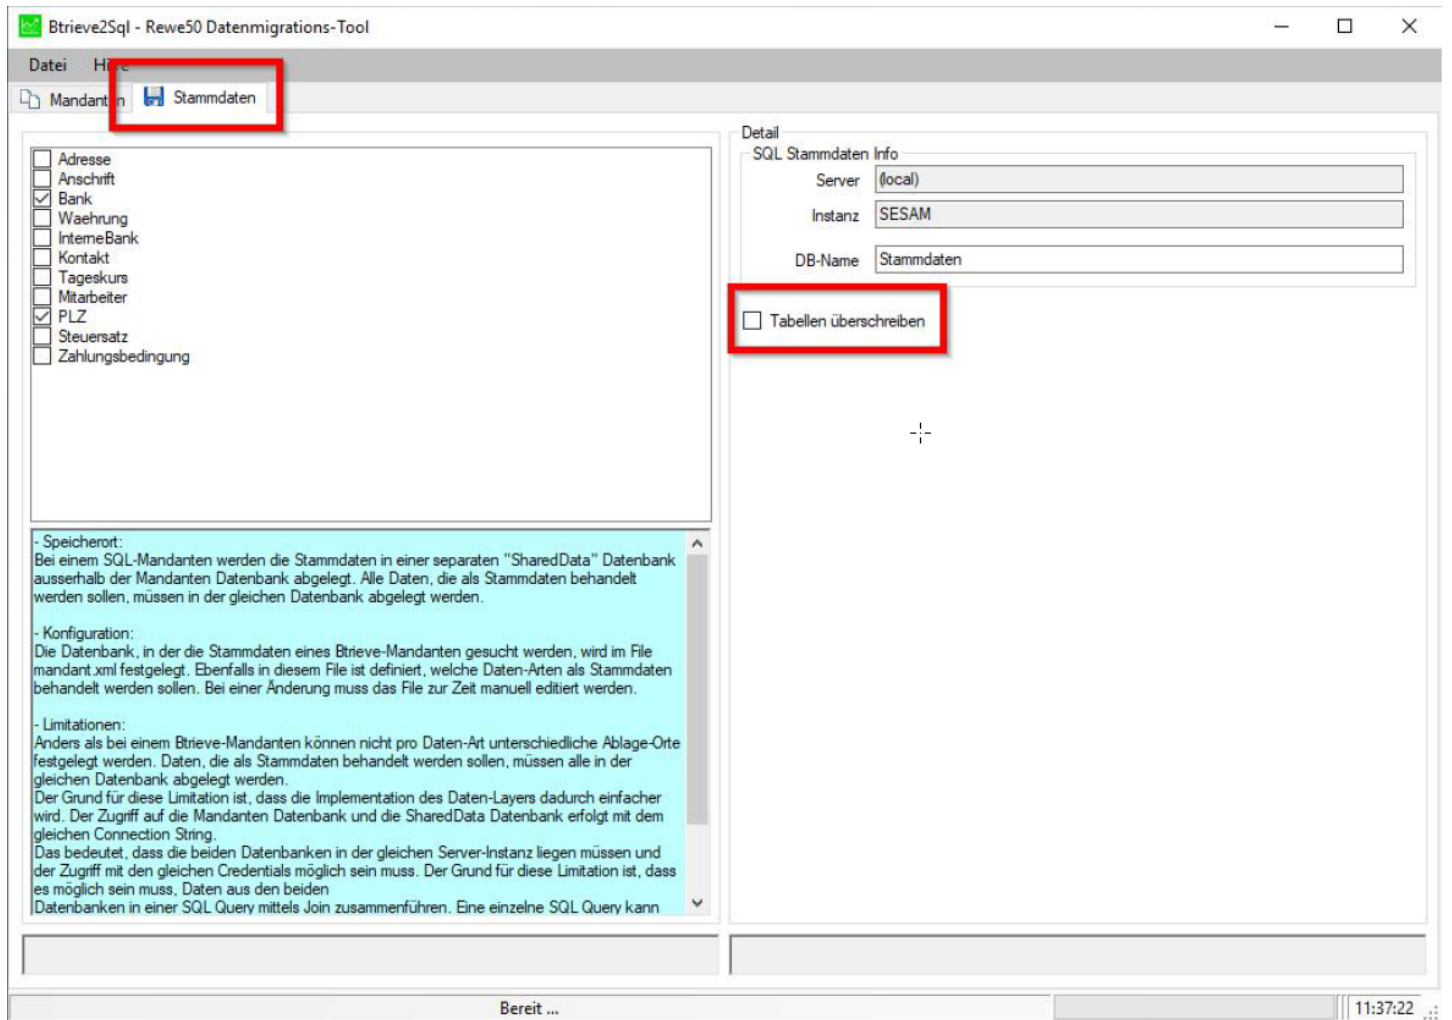 Btrieve2Sql - Rewe50 Datenmigrations-Tool
Datei
Mandanten Stammdaten
Adresse
Anschrift
Bank
Waehrung
InterneBank
Kontakt
Tageskurs
Mitarbeiter
PLZ
Steuersatz
Zahlungsbedingung
- Speicherort:
Bei einem SQL-Mandanten werden die Stammdaten in einer separaten "SharedData" Datenbank
ausserhalb der Mandanten Datenbank abgelegt. Alle Daten, die als Stammdaten behandelt
werden sollen, müssen in der gleichen Datenbank abgelegt werden.
- Konfiguration:
Die Datenbank, in der die Stammdaten eines Btrieve-Mandanten gesucht werden, wird im File
mandant.xml festgelegt. Ebenfalls in diesem File ist definiert, welche Daten-Arten als Stammdaten
behandelt werden sollen. Bei einer Änderung muss das File zur Zeit manuell editiert werden.
- Limitationen:
Anders als bei einem Btrieve-Mandanten können nicht pro Daten-Art unterschiedliche Ablage-Orte
festgelegt werden. Daten, die als Stammdaten behandelt werden sollen, müssen alle in der
gleichen Datenbank abgelegt werden.
Der Grund für diese Limitation ist, dass die Implementation des Daten-Layers dadurch einfacher
wird. Der Zugriff auf die Mandanten Datenbank und die SharedData Datenbank erfolgt mit dem
gleichen Connection String.
Das bedeutet, dass die beiden Datenbanken in der gleichen Server-Instanz liegen müssen und
der Zugriff mit den gleichen Credentials möglich sein muss. Der Grund für diese Limitation ist, dass
es möglich sein muss, Daten aus den beiden
Datenbanken in einer SQL Query mittels Join zusammenführen. Eine einzelne SQL Query kann
Detail
SQL Stammdaten Info
Server (local)
Instanz SESAM
DB-Name Stammdaten
Tabellen überschreiben
Bereit ...
11:37:22